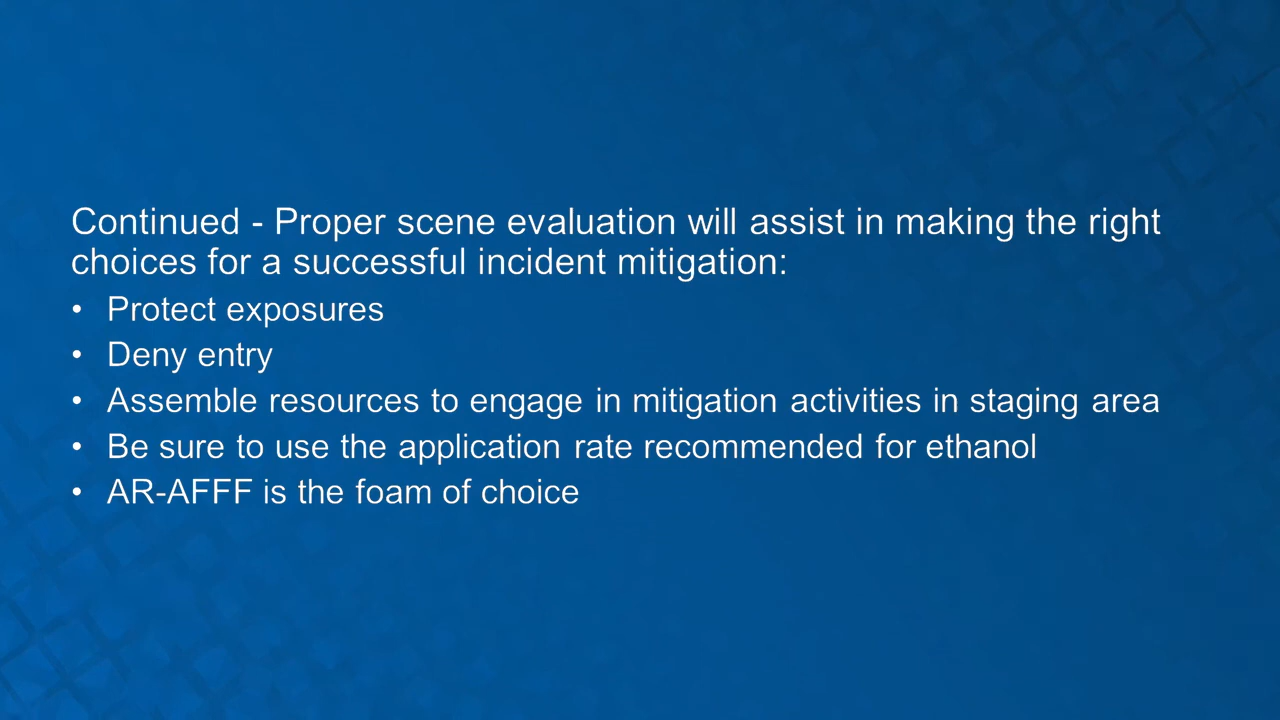 Continued - Proper scene evaluation will assist in making the right
choices for a successful incident mitigation:
• Protect exposures
• Deny entry
• Assemble resources to engage in mitigation activities in staging area
• Be sure to use the application rate recommended for ethanol
• AR-AFFF is the foam of choice